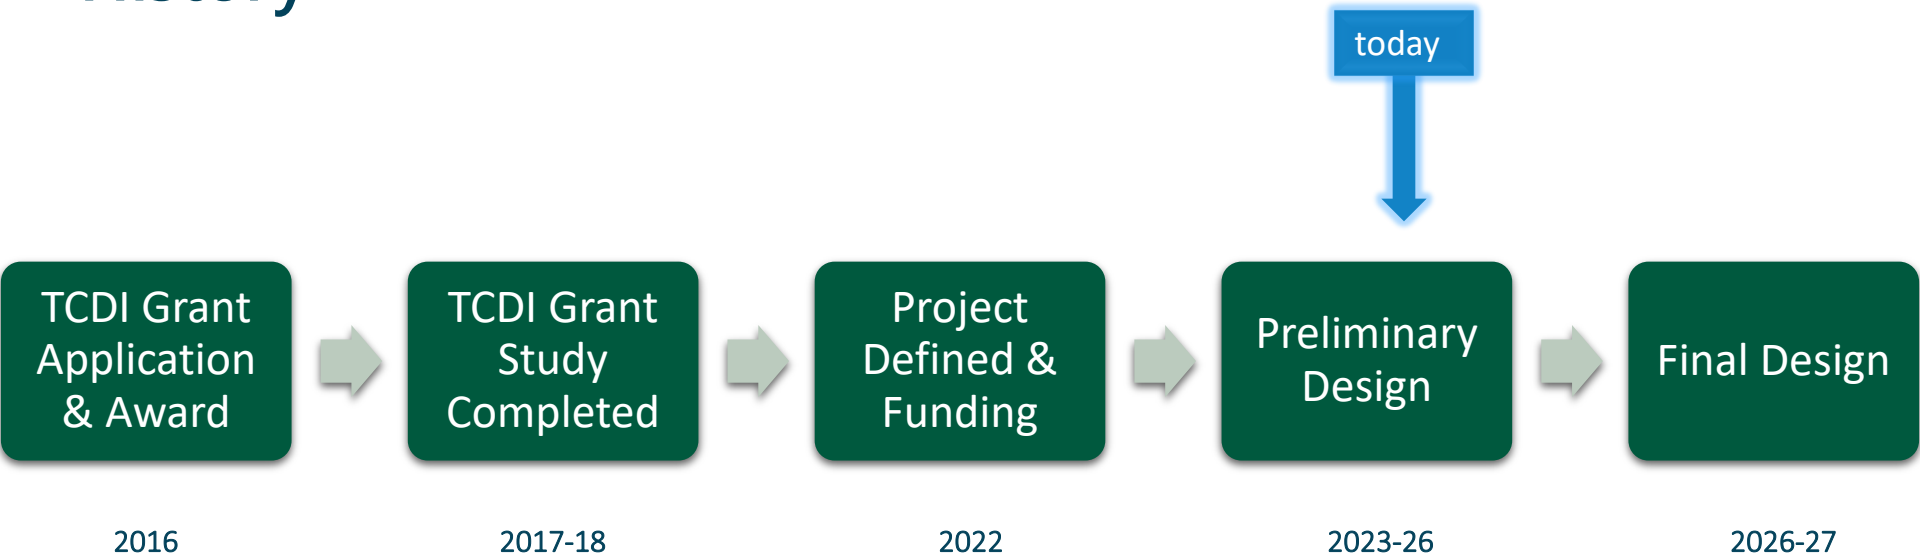 History
today
TCDI Grant
Application
& Award
TCDI Grant
Study
Completed
Project
Defined &
Funding
Preliminary
Design
Final Design
2016
2017-18
2022
2023-26
2026-27